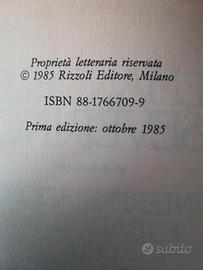 Proprietà letteraria riservata
© 1985 Rizzoli Editore, Milano
ISBN 88-1766709-9
Prima edizione: ottobre 1985
subito